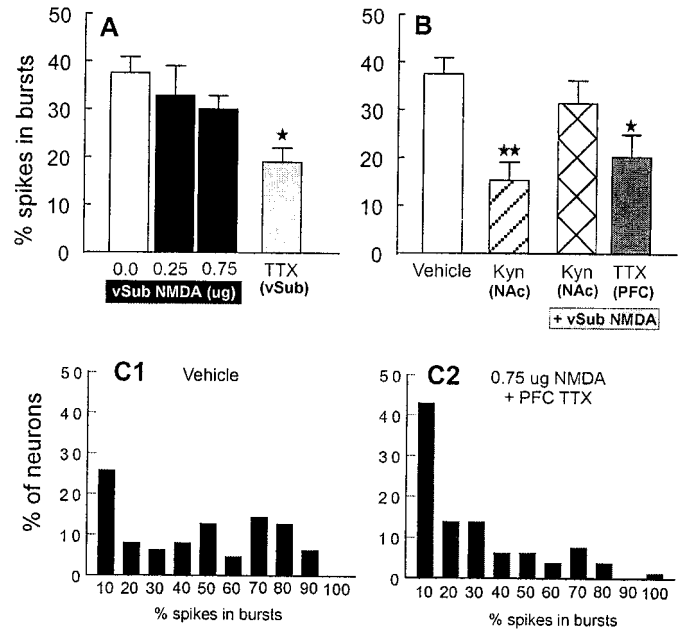 A
B
% spikes in bursts
50
40
30
20
10
0
★
0.0 0.25 0.75 TTX
vSub NMDA (ug) (vSub)
50
40
30
20
10
0
★★
★
Vehicle Kyn Kyn TTX
(NAc) (NAc) (PFC)
+ vSub NMDA
C1 Vehicle
% of neurons
50
40
30
20
10
0
10 20 30 40 50 60 70 80 90 100
% spikes in bursts
C2 0.75 ug NMDA
+ PFC TTX
50
40
30
20
10
0
10 20 30 40 50 60 70 80 90 100
% spikes in bursts